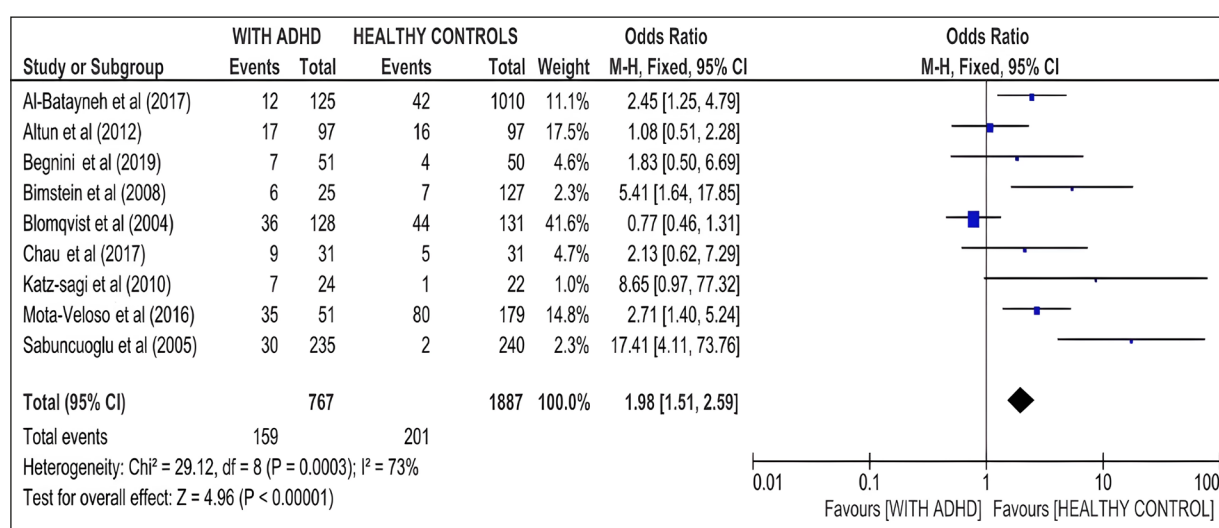 WITH ADHD HEALTHY CONTROLS Odds Ratio Odds Ratio
Study or Subgroup Events Total Events Total Weight M-H, Fixed, 95% CI M-H, Fixed, 95% CI
Al-Batayneh et al (2017) 12 125 42 1010 11.1% 2.45 [1.25, 4.79]
Altun et al (2012) 17 97 16 97 17.5% 1.08 [0.51, 2.28]
Begnini et al (2019) 7 51 4 50 4.6% 1.83 [0.50, 6.69]
Bimstein et al (2008) 6 25 7 127 2.3% 5.41 [1.64, 17.85]
Blomqvist et al (2004) 36 128 44 131 41.6% 0.77 [0.46, 1.31]
Chau et al (2017) 9 31 5 31 4.7% 2.13 [0.62, 7.29]
Katz-sagi et al (2010) 7 24 1 22 1.0% 8.65 [0.97, 77.32]
Mota-Veloso et al (2016) 35 51 80 179 14.8% 2.71 [1.40, 5.24]
Sabuncuoglu et al (2005) 30 235 2 240 2.3% 17.41 [4.11, 73.76]
Total (95% CI) 767 1887 100.0% 1.98 [1.51, 2.59]
Total events 159 201
Heterogeneity: Chi² = 29.12, df = 8 (P = 0.0003); I² = 73%
Test for overall effect: Z = 4.96 (P < 0.00001)
0.01 0.1 1 10 100
Favours [WITH ADHD] Favours [HEALTHY CONTROL]